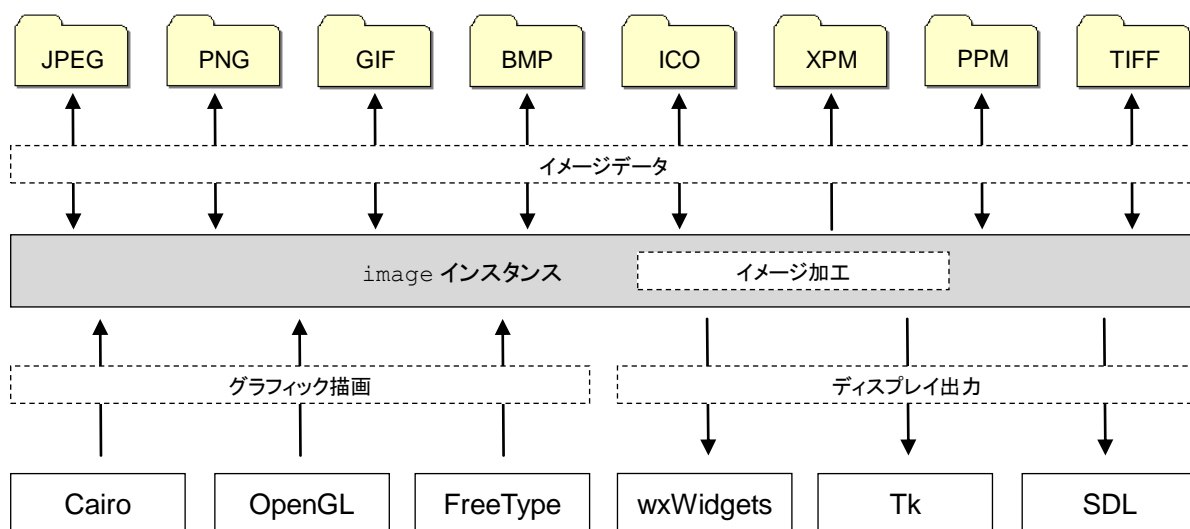 JPEG PNG GIF BMP ICO XPM PPM TIFF
イメージデータ
image インスタンス イメージ加工
グラフィック描画 ディスプレイ出力
Cairo OpenGL FreeType wxWidgets Tk SDL